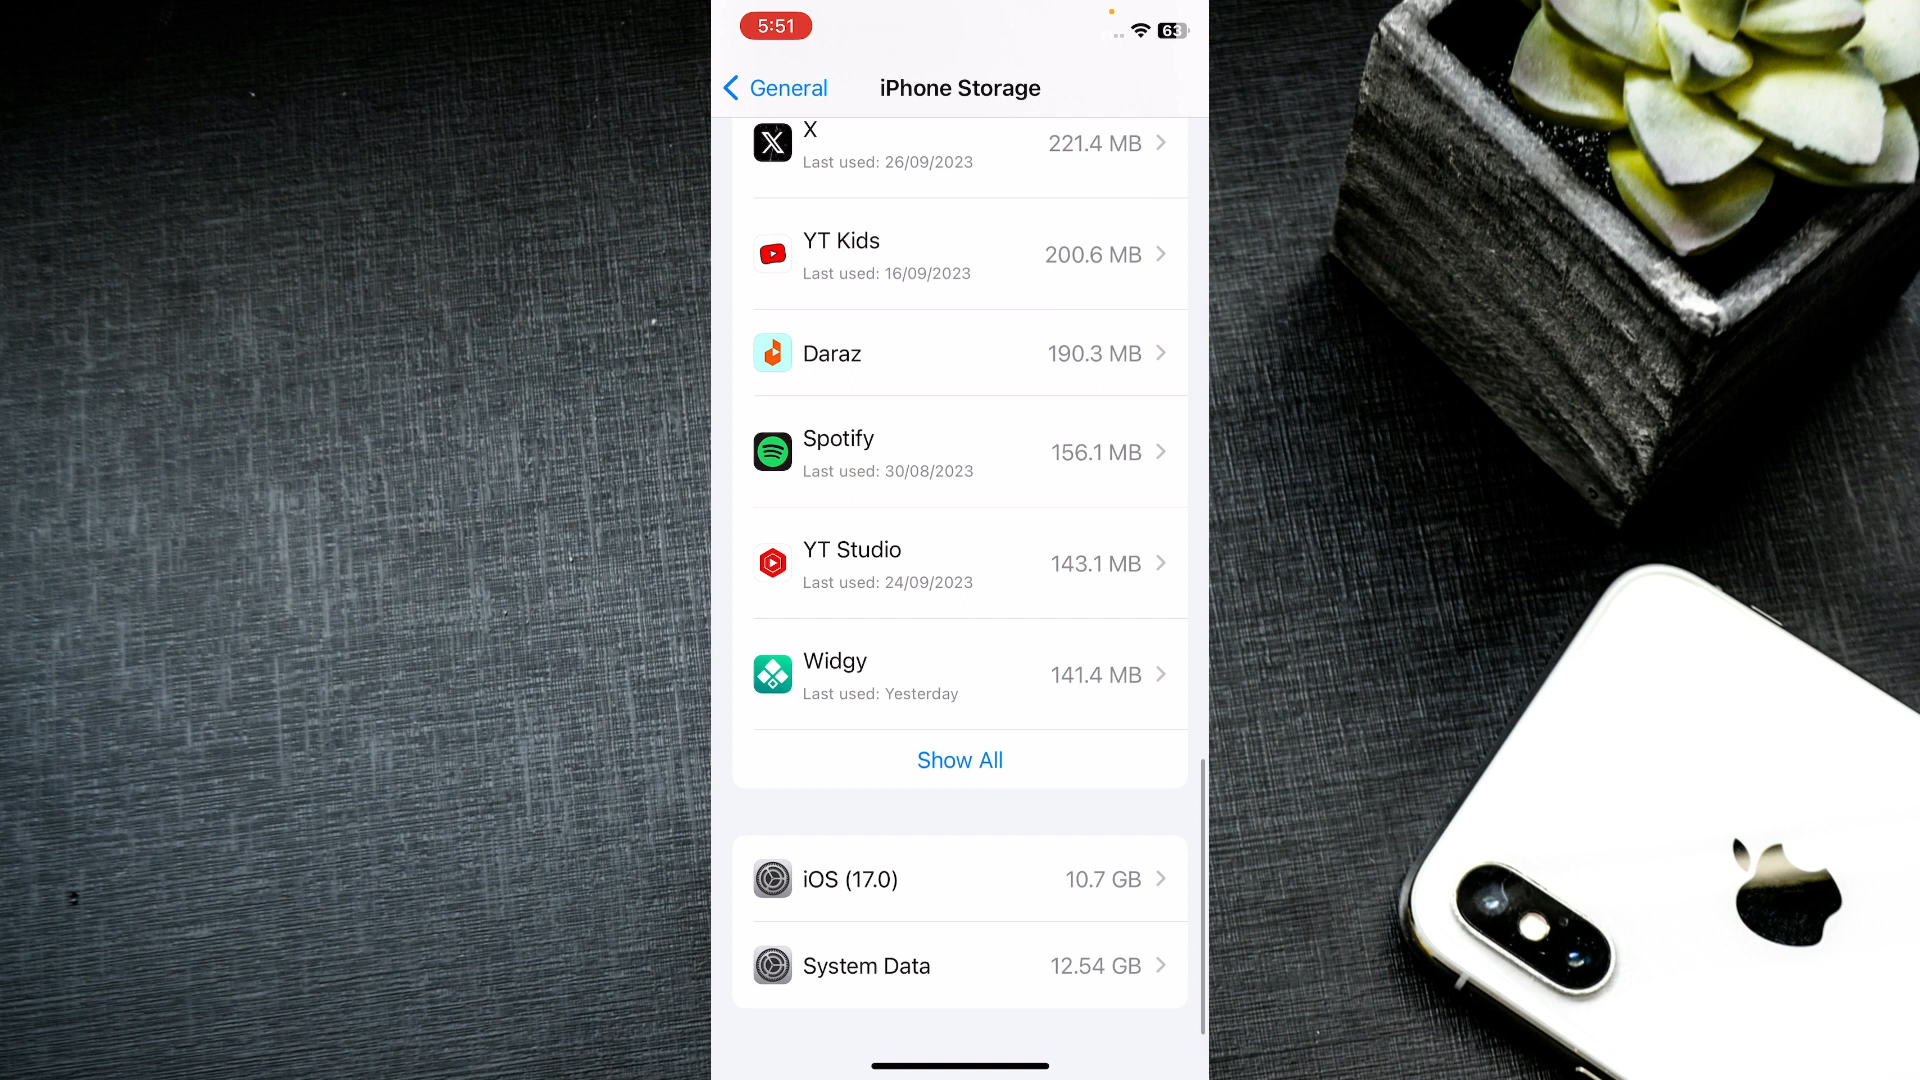 5:51
63
General
iPhone Storage
X
221.4 MB
Last used: 26/09/2023
YT Kids
200.6 MB
Last used: 16/09/2023
Daraz
190.3 MB
Spotify
156.1 MB
Last used: 30/08/2023
YT Studio
143.1 MB
Last used: 24/09/2023
Widgy
141.4 MB
Last used: Yesterday
Show All
iOS (17.0)
10.7 GB
System Data
12.54 GB